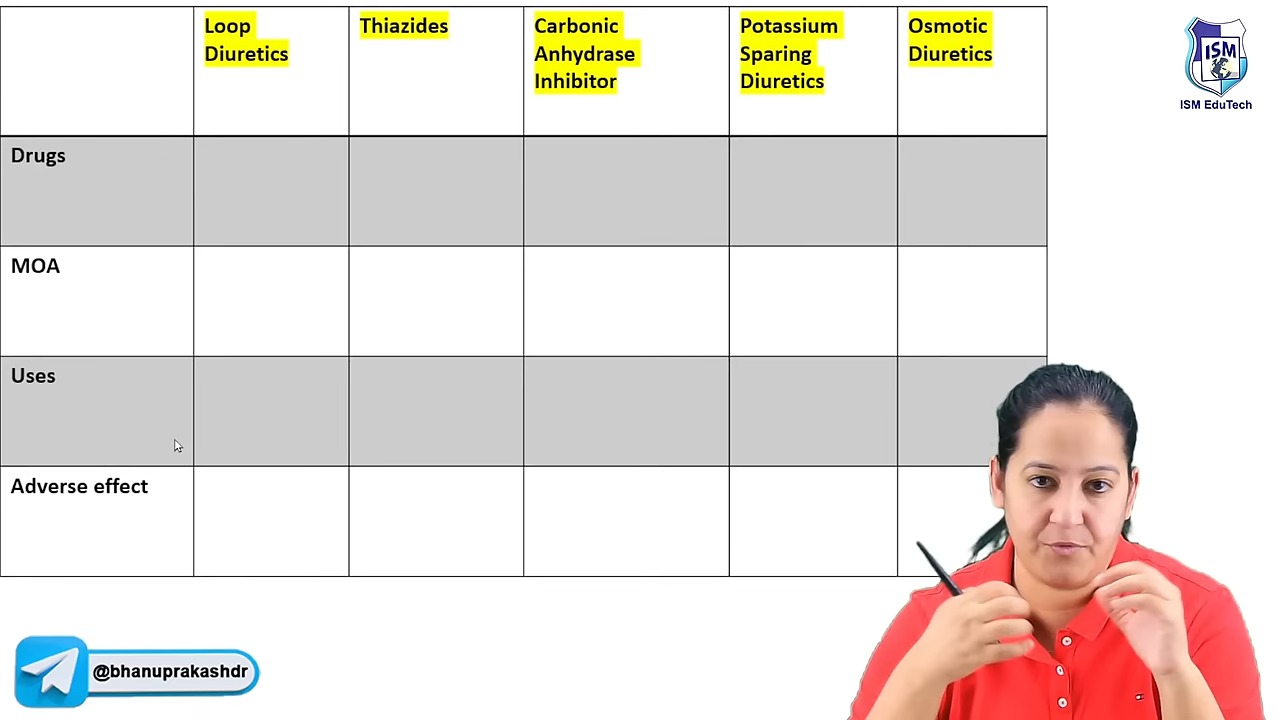 Loop
Diuretics
Thiazides
Carbonic
Anhydrase
Inhibitor
Potassium
Sparing
Diuretics
Osmotic
Diuretics
ISM
ISM EduTech
Drugs
MOA
Uses
Adverse effect
@bhanuprakashdr